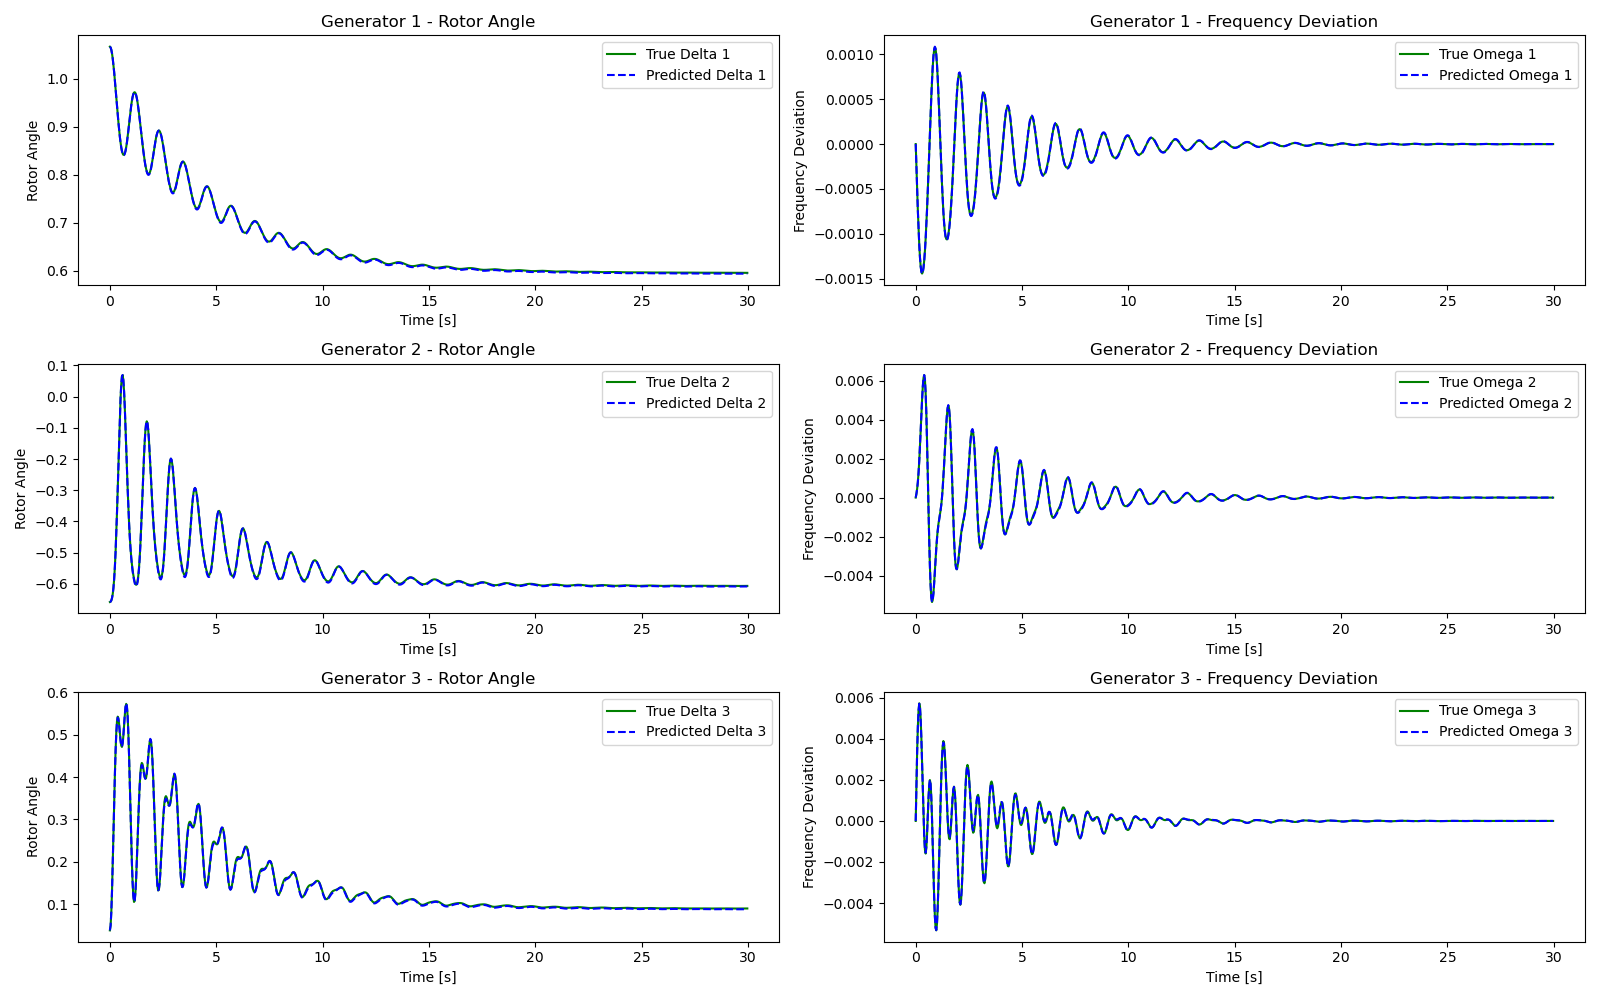 Generator 1 - Rotor Angle
Rotor Angle
1.0
0.9
0.8
0.7
0.6
True Delta 1
Predicted Delta 1
0 5 10 15 20 25 30
Time [s]
Generator 1 - Frequency Deviation
Frequency Deviation
0.0010
0.0005
0.0000
−0.0005
−0.0010
−0.0015
True Omega 1
Predicted Omega 1
0 5 10 15 20 25 30
Time [s]
Generator 2 - Rotor Angle
Rotor Angle
0.1
0.0
−0.1
−0.2
−0.3
−0.4
−0.5
−0.6
True Delta 2
Predicted Delta 2
0 5 10 15 20 25 30
Time [s]
Generator 2 - Frequency Deviation
Frequency Deviation
0.006
0.004
0.002
0.000
−0.002
−0.004
True Omega 2
Predicted Omega 2
0 5 10 15 20 25 30
Time [s]
Generator 3 - Rotor Angle
Rotor Angle
0.6
0.5
0.4
0.3
0.2
0.1
True Delta 3
Predicted Delta 3
0 5 10 15 20 25 30
Time [s]
Generator 3 - Frequency Deviation
Frequency Deviation
0.006
0.004
0.002
0.000
−0.002
−0.004
True Omega 3
Predicted Omega 3
0 5 10 15 20 25 30
Time [s]